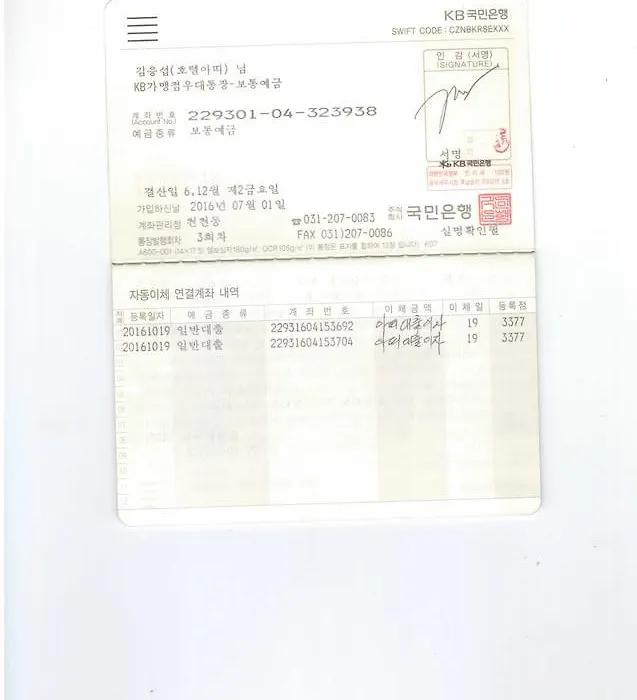 KB국민은행
SWIFT CODE : CZNBKRSEXXX
김응섭(호텔아띠) 님
KB가맹점우대통장-보통예금
인 감 (서명)
(SIGNATURE)
계 좌 번 호 229301-04-323938
(Account No.)
예금종류 보통예금
서명
KB국민은행
결산일 6,12월 제2금요일
가입하신날 2016년 07월 01일
계좌관리점 천천동 ☎031-207-0083
주식회사 국민은행
통장발행회차 3회차 FAX 031)207-0086
실명확인필
자동이체 연결계좌 내역
등록일자 예 금 종 류 계 좌 번 호 이 체 금 액 이 체 일 등록점
20161019 일반대출 22931604153692 아띠대출이자 19 3377
20161019 일반대출 22931604153704 아띠대출이자 19 3377